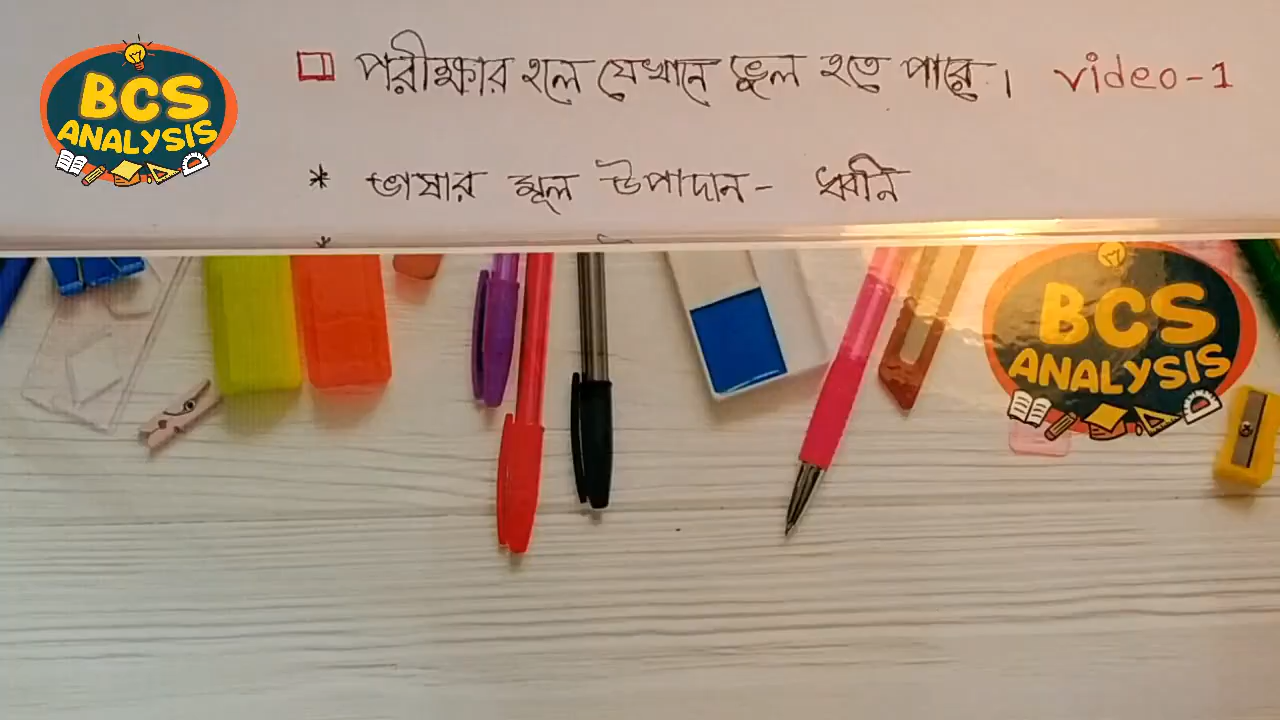 BCS
ANALYSIS
পরীক্ষার হলে যেখানে ভুল হতে পারে। video-1
* ভাষার মূল উপাদান- ধ্বনি
*
BCS
ANALYSIS